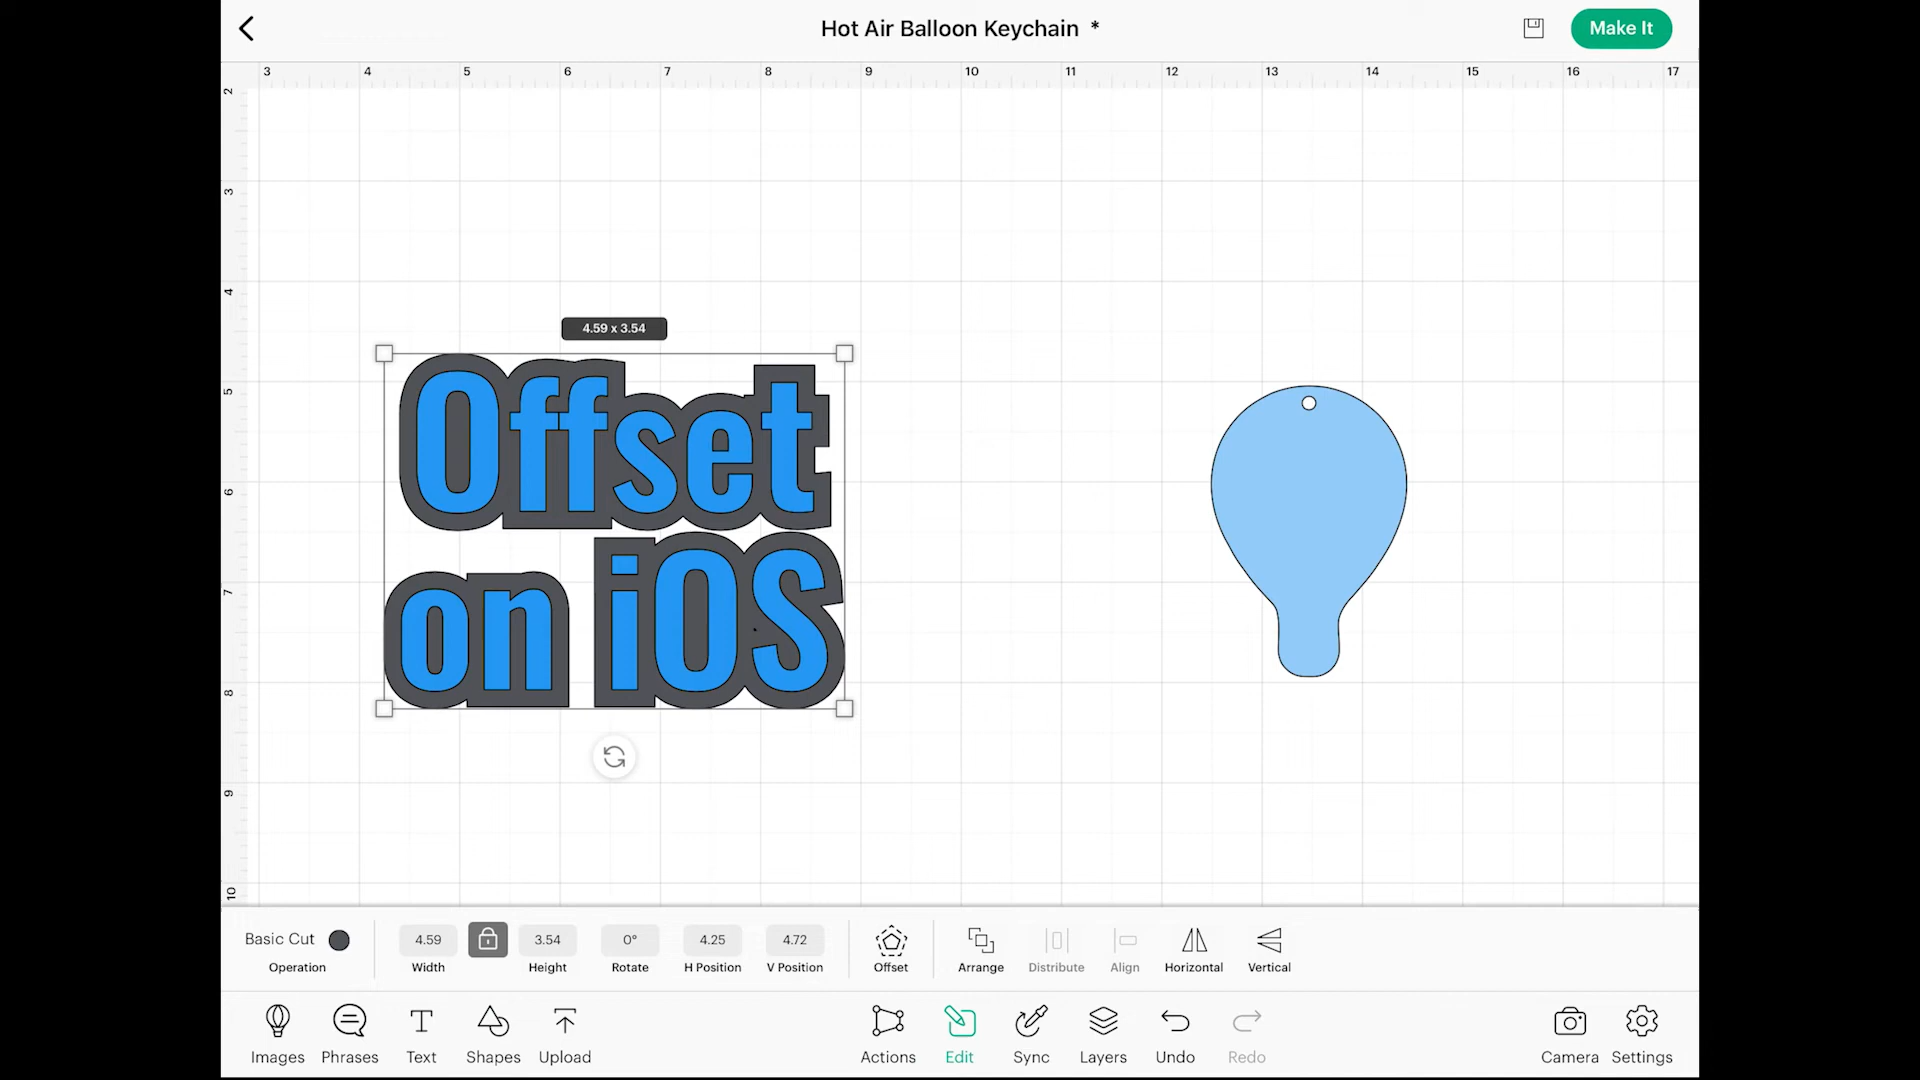 Hot Air Balloon Keychain *
Make It
3 4 5 6 7 8 9 10 11 12 13 14 15 16 17
2
3
4
5
6
7
8
9
10
4.59 x 3.54
Offset
on iOS
Basic Cut
Operation
4.59
Width
3.54
Height
0°
Rotate
4.25
H Position
4.72
V Position
Offset
Arrange
Distribute
Align
Horizontal
Vertical
Images
Phrases
Text
Shapes
Upload
Actions
Edit
Sync
Layers
Undo
Redo
Camera
Settings